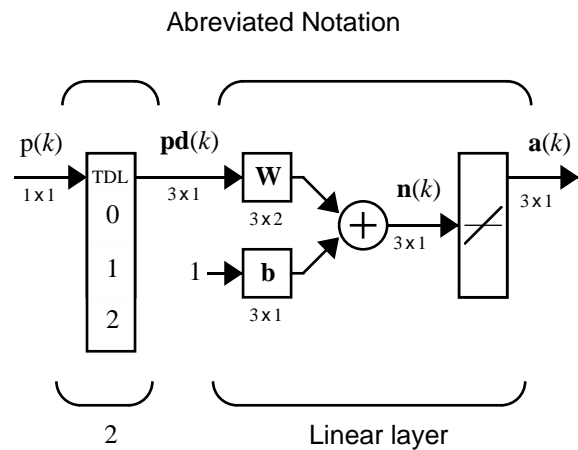 Abreviated Notation
p(k) pd(k) n(k) a(k)
1 x 1 TDL 3 x 1 W 3 x 1 3 x 1
0 3 x 2
1 1 b
2 3 x 1
2 Linear layer